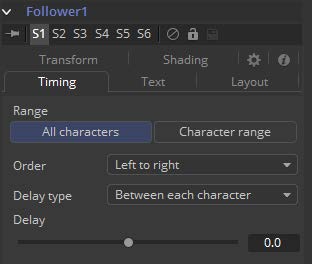 Follower1
S1 S2 S3 S4 S5 S6
Transform Shading
Timing Text Layout
Range
All characters Character range
Order Left to right
Delay type Between each character
Delay
0.0